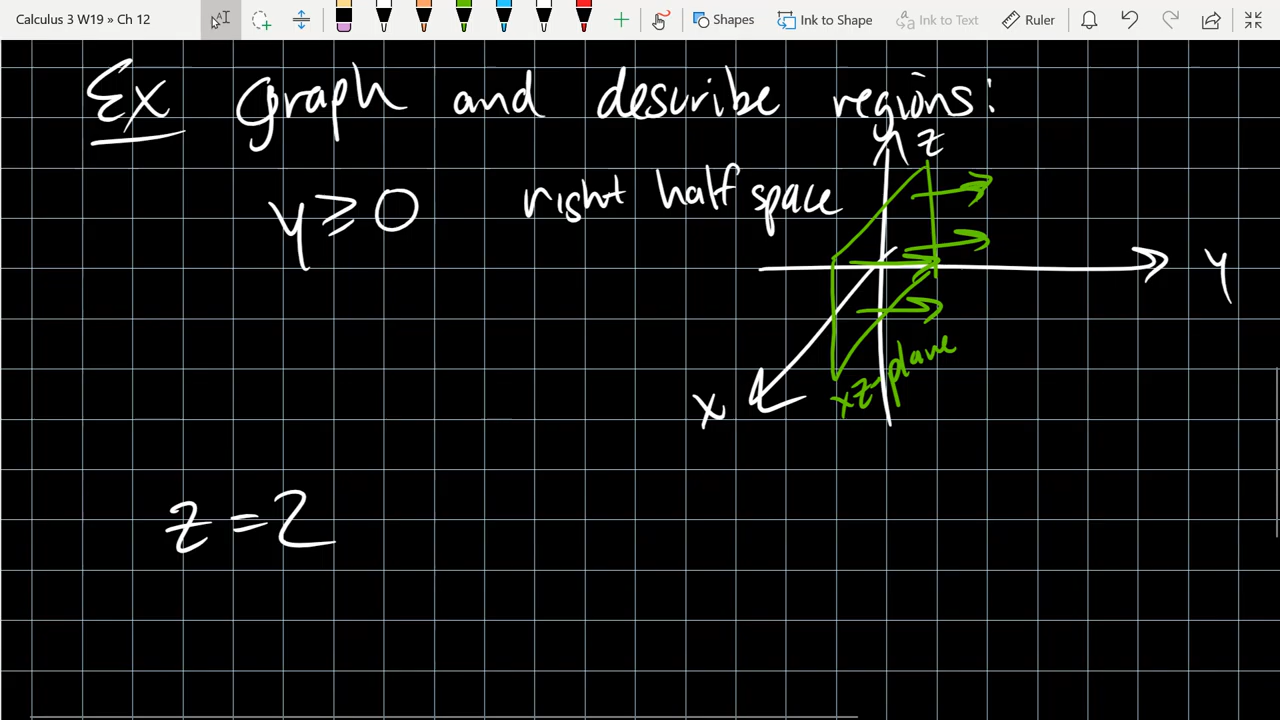 Calculus 3 W19 » Ch 12
Shapes
Ink to Shape
Ink to Text
Ruler
Ex graph and describe regions:
z
y ≥ 0 right half space
y
xz-plane
x
z = 2